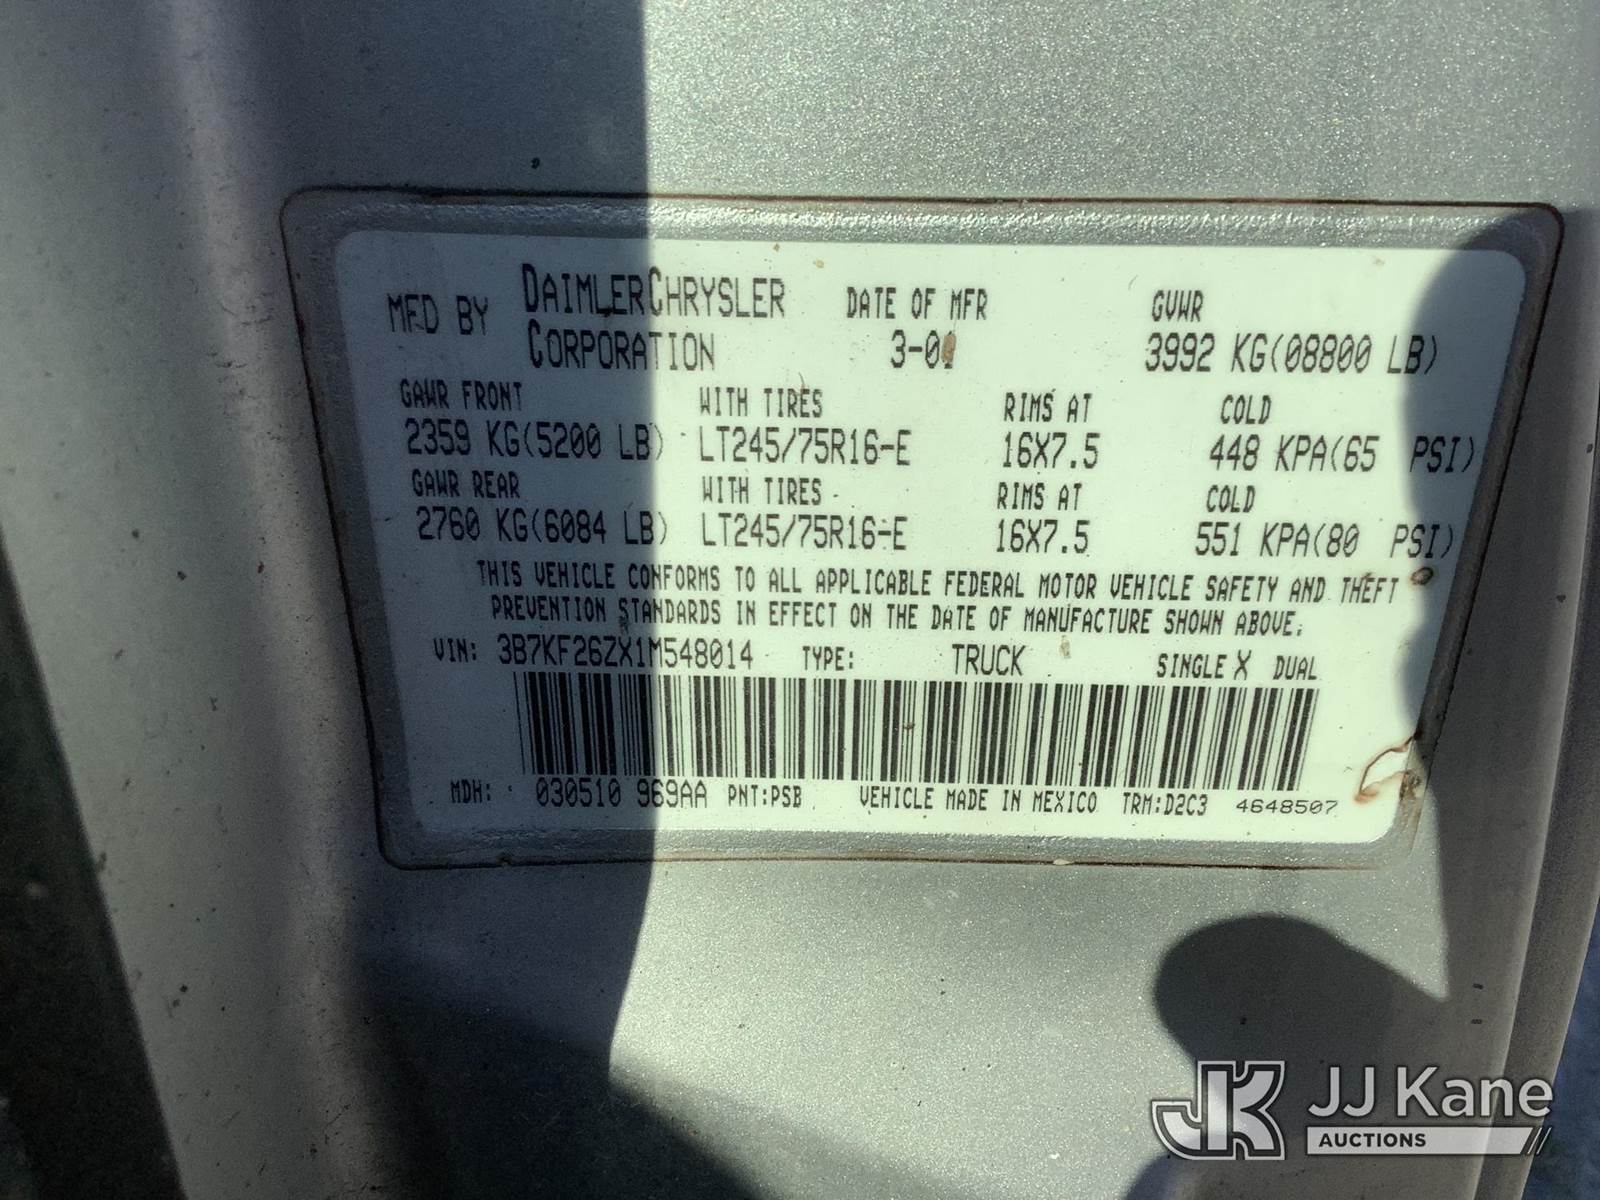 MFD BY DAIMLERCHRYSLER CORPORATION
DATE OF MFR
3-01
GVWR
3992 KG(08800 LB)
GAWR FRONT WITH TIRES RIMS AT COLD
2359 KG(5200 LB) LT245/75R16-E 16X7.5 448 KPA(65 PSI)
GAWR REAR WITH TIRES RIMS AT COLD
2760 KG(6084 LB) LT245/75R16-E 16X7.5 551 KPA(80 PSI)
THIS VEHICLE CONFORMS TO ALL APPLICABLE FEDERAL MOTOR VEHICLE SAFETY AND THEFT
PREVENTION STANDARDS IN EFFECT ON THE DATE OF MANUFACTURE SHOWN ABOVE.
VIN: 3B7KF26ZX1M548014 TYPE: TRUCK SINGLE X DUAL
MDH: 030510 969AA PNT:PSB VEHICLE MADE IN MEXICO TRM:D2C3 4648507
JK JJ Kane
AUCTIONS